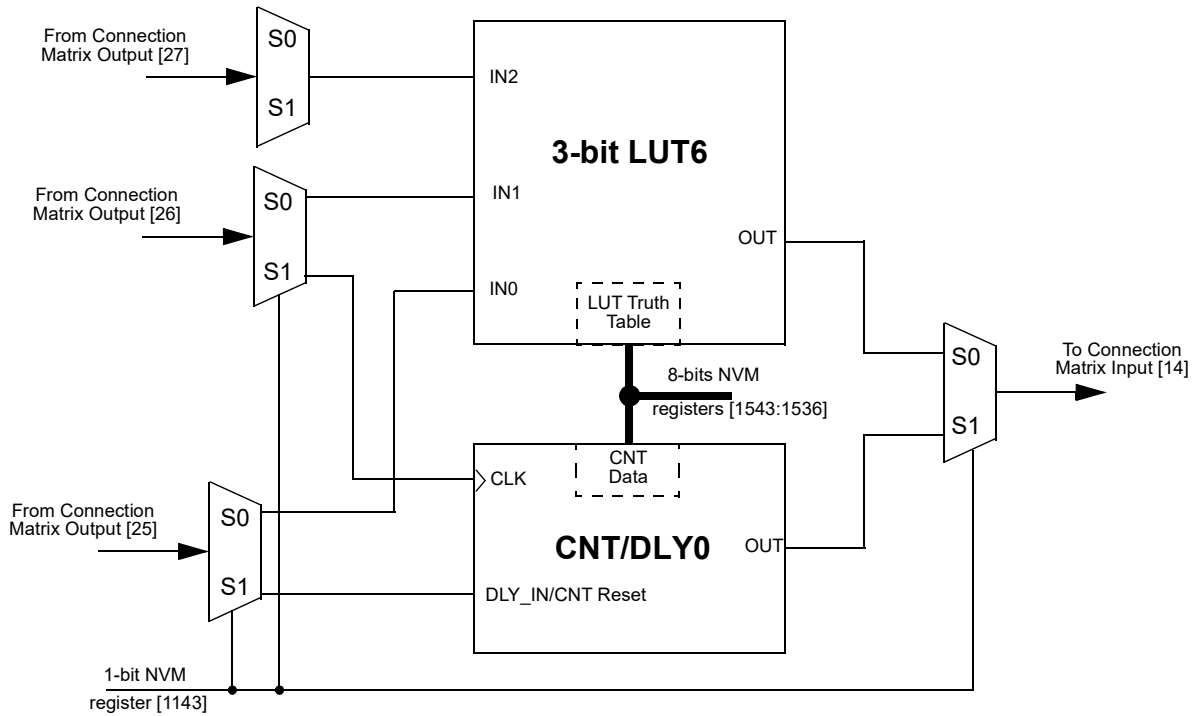 From Connection
Matrix Output [27]
S0
S1
IN2
3-bit LUT6
From Connection
Matrix Output [26]
S0
S1
IN1
OUT
IN0
LUT Truth
Table
8-bits NVM
registers [1543:1536]
S0
S1
To Connection
Matrix Input [14]
CNT
Data
CLK
From Connection
Matrix Output [25]
S0
S1
CNT/DLY0
OUT
DLY_IN/CNT Reset
1-bit NVM
register [1143]